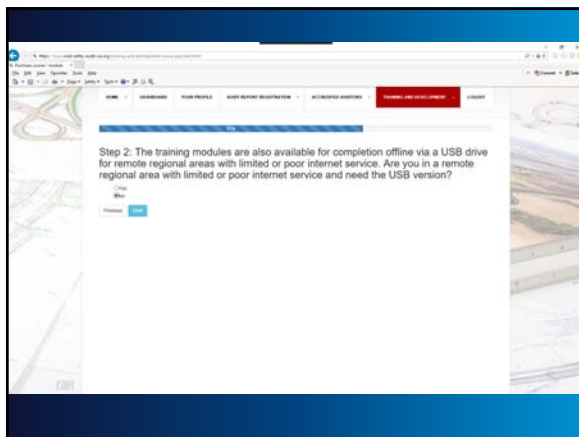 HOME DASHBOARD YOUR PROFILE AUDIT REPORT REGISTRATION ACCREDITED AUDITORS TRAINING AND DEVELOPMENT LOGOUT
Step 2: The training modules are also available for completion offline via a USB drive
for remote regional areas with limited or poor internet service. Are you in a remote
regional area with limited or poor internet service and need the USB version?
Yes
No
Previous Next